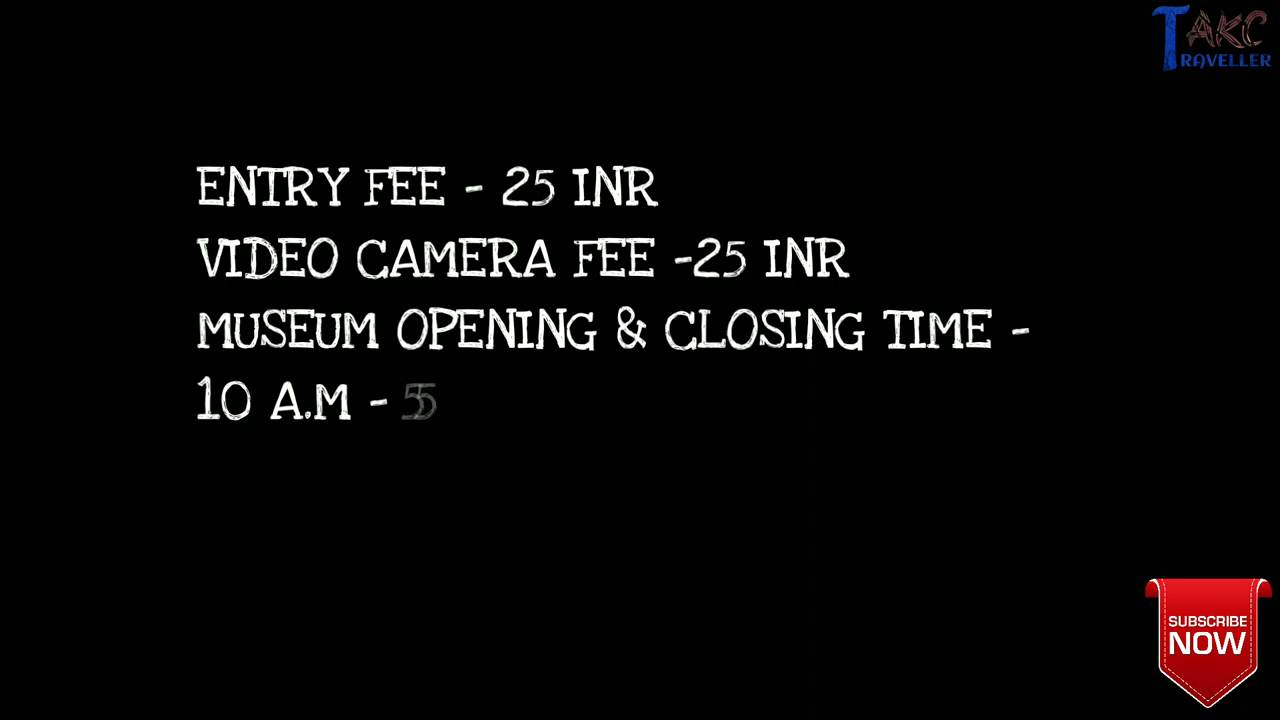 TAKC
TRAVELLER
ENTRY FEE - 25 INR
VIDEO CAMERA FEE -25 INR
MUSEUM OPENING & CLOSING TIME -
10 A.M -
SUBSCRIBE
NOW